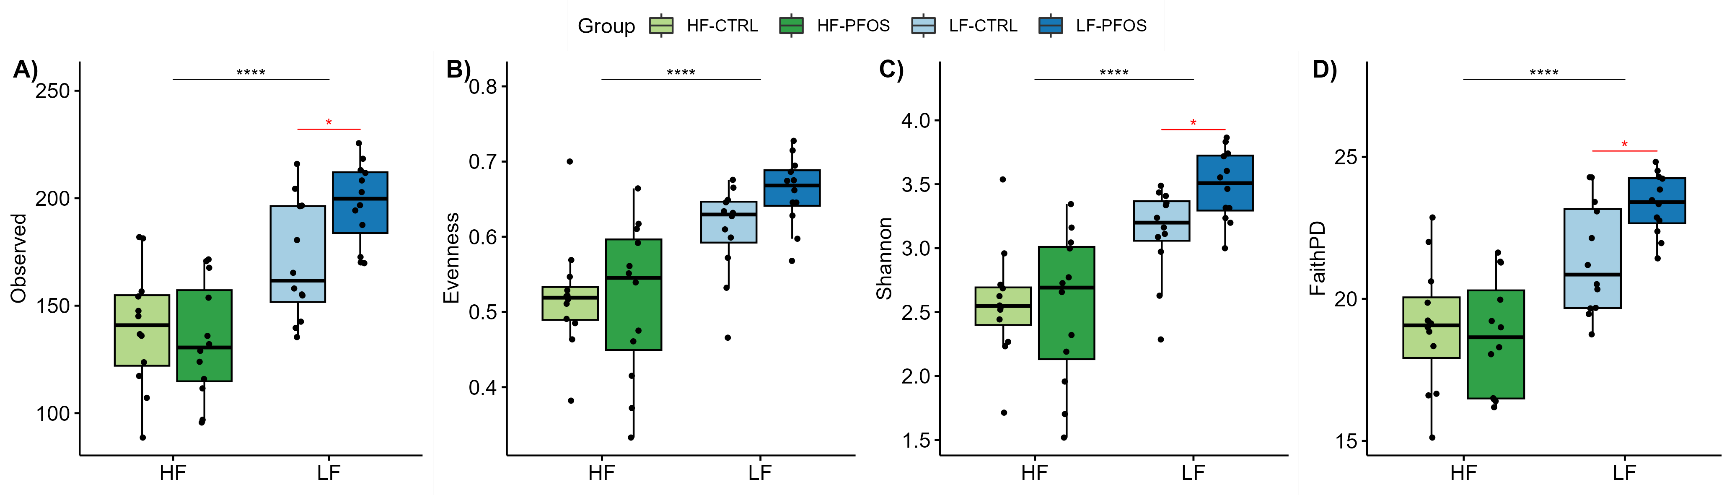 Group HF-CTRL HF-PFOS LF-CTRL LF-PFOS
A)
****
*
Observed
250
200
150
100
HF LF
B)
****
Evenness
0.8
0.7
0.6
0.5
0.4
HF LF
C)
****
*
Shannon
4.0
3.5
3.0
2.5
2.0
1.5
HF LF
D)
****
*
FaithPD
25
20
15
HF LF